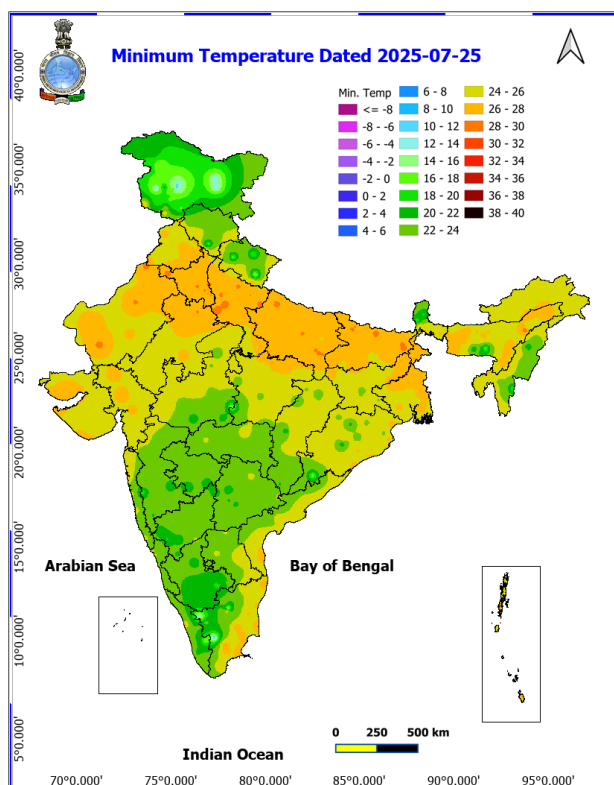 Minimum Temperature Dated 2025-07-25
Min. Temp
<= -8
-8 - -6
-6 - -4
-4 - -2
-2 - 0
0 - 2
2 - 4
4 - 6
6 - 8
8 - 10
10 - 12
12 - 14
14 - 16
16 - 18
18 - 20
20 - 22
22 - 24
24 - 26
26 - 28
28 - 30
30 - 32
32 - 34
34 - 36
36 - 38
38 - 40
40°0.000'
35°0.000'
30°0.000'
25°0.000'
20°0.000'
15°0.000'
10°0.000'
5°0.000'
Arabian Sea
Bay of Bengal
Indian Ocean
0 250 500 km
70°0.000' 75°0.000' 80°0.000' 85°0.000' 90°0.000' 95°0.000'